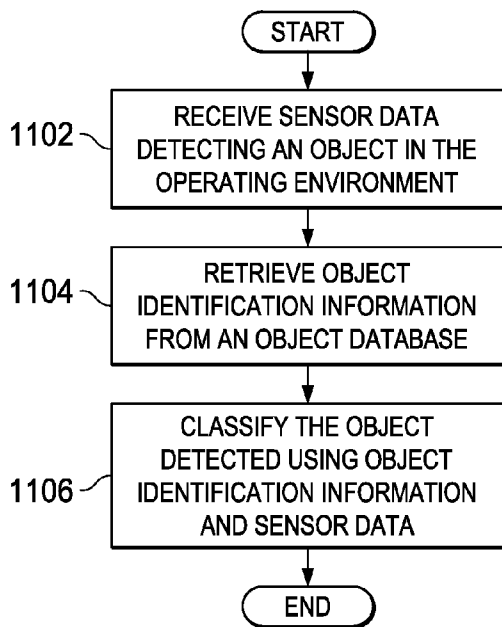 START
1102
RECEIVE SENSOR DATA
DETECTING AN OBJECT IN THE
OPERATING ENVIRONMENT
1104
RETRIEVE OBJECT
IDENTIFICATION INFORMATION
FROM AN OBJECT DATABASE
1106
CLASSIFY THE OBJECT
DETECTED USING OBJECT
IDENTIFICATION INFORMATION
AND SENSOR DATA
END